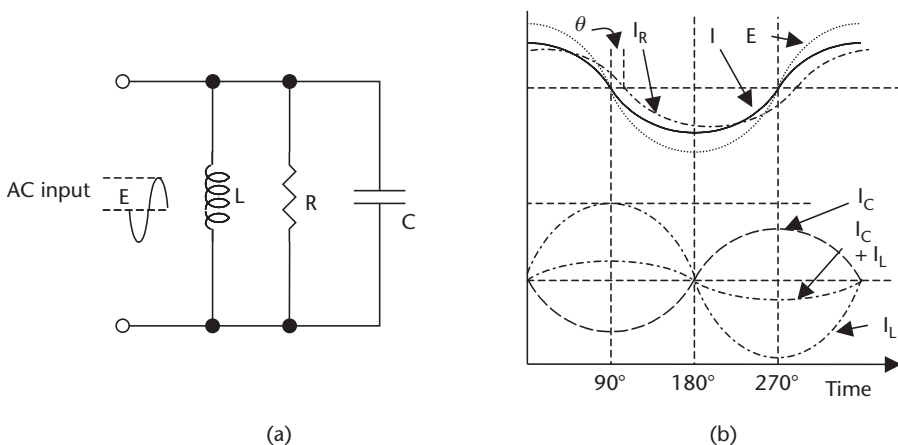 AC input
E
L
R
C
(a)
θ
I_R
I
E
I_C
I_C
+ I_L
I_L
90°
180°
270°
Time
(b)